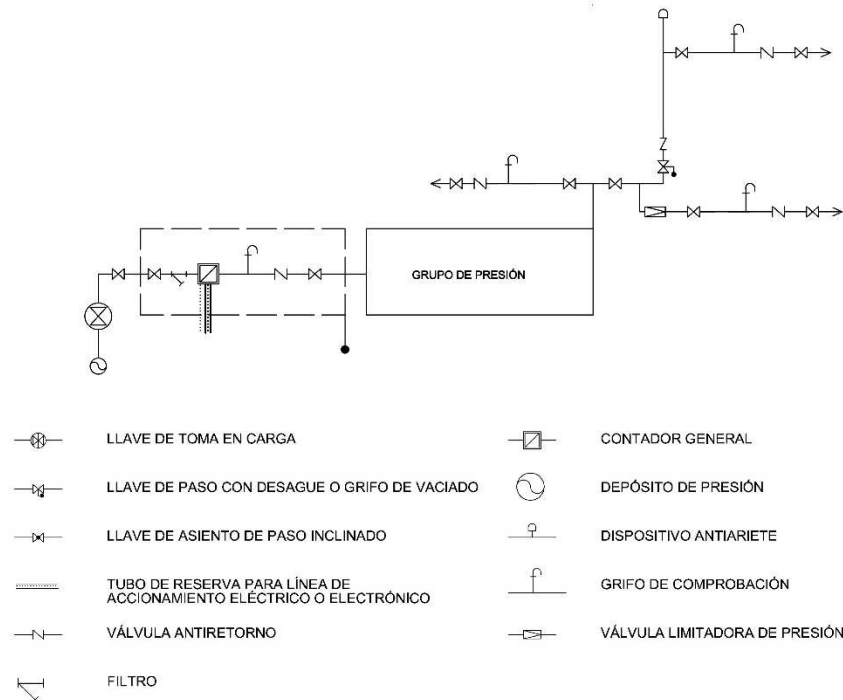 GRUPO DE PRESIÓN
LLAVE DE TOMA EN CARGA
CONTADOR GENERAL
LLAVE DE PASO CON DESAGUE O GRIFO DE VACIADO
DEPÓSITO DE PRESIÓN
LLAVE DE ASIENTO DE PASO INCLINADO
DISPOSITIVO ANTIARIETE
TUBO DE RESERVA PARA LÍNEA DE
ACCIONAMIENTO ELÉCTRICO O ELECTRÓNICO
GRIFO DE COMPROBACIÓN
VÁLVULA ANTIRETORNO
VÁLVULA LIMITADORA DE PRESIÓN
FILTRO